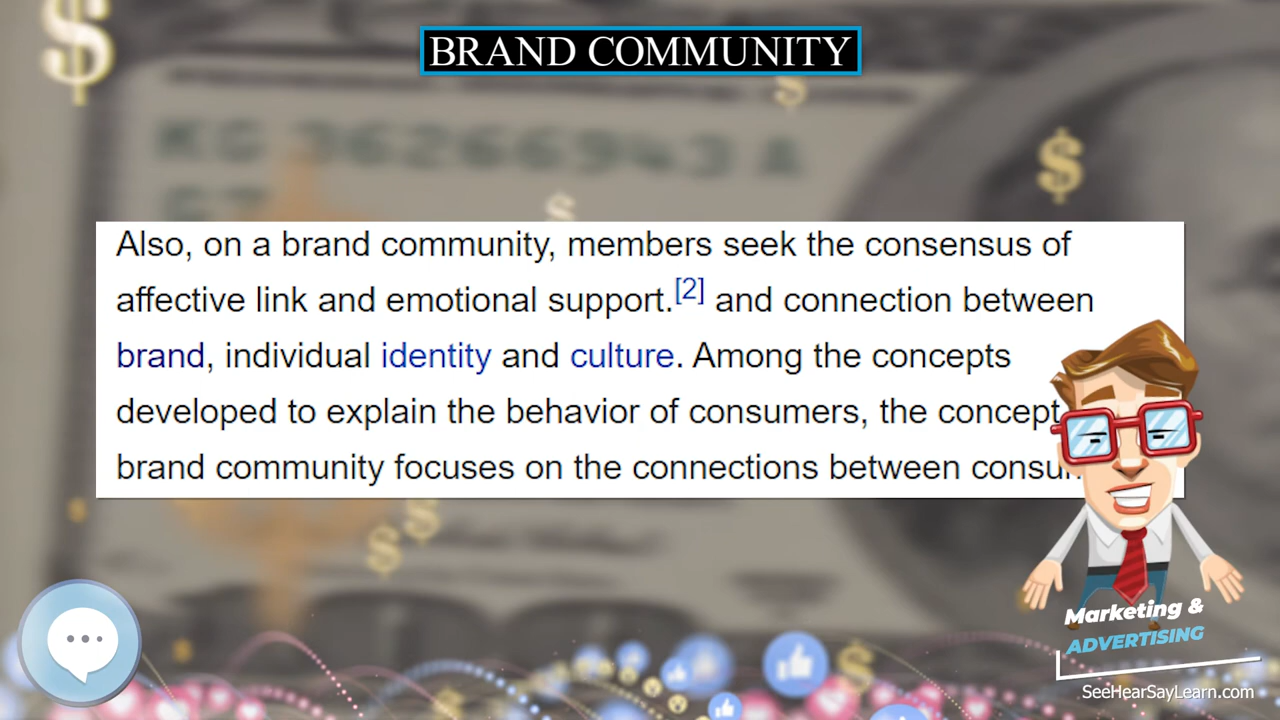 BRAND COMMUNITY
KG 36266943 A
Also, on a brand community, members seek the consensus of
affective link and emotional support.[2] and connection between
brand, individual identity and culture. Among the concepts
developed to explain the behavior of consumers, the concept
brand community focuses on the connections between
Marketing &
ADVERTISING
SeeHearSayLearn.com